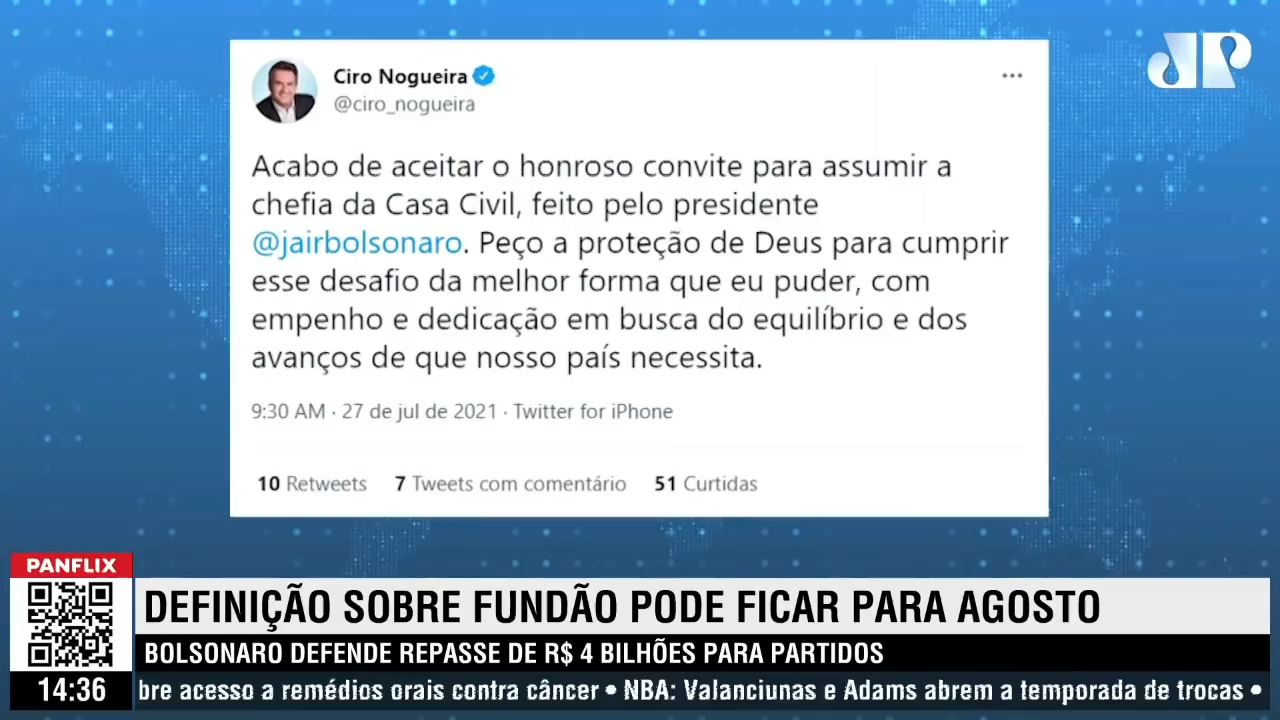 JP
Ciro Nogueira
@ciro_nogueira
Acabo de aceitar o honroso convite para assumir a
chefia da Casa Civil, feito pelo presidente
@jairbolsonaro. Peço a proteção de Deus para cumprir
esse desafio da melhor forma que eu puder, com
empenho e dedicação em busca do equilíbrio e dos
avanços de que nosso país necessita.
9:30 AM · 27 de jul de 2021 · Twitter for iPhone
10 Retweets 7 Tweets com comentário 51 Curtidas
PANFLIX
DEFINIÇÃO SOBRE FUNDÃO PODE FICAR PARA AGOSTO
BOLSONARO DEFENDE REPASSE DE R$ 4 BILHÕES PARA PARTIDOS
14:36 bre acesso a remédios orais contra câncer • NBA: Valanciunas e Adams abrem a temporada de trocas •